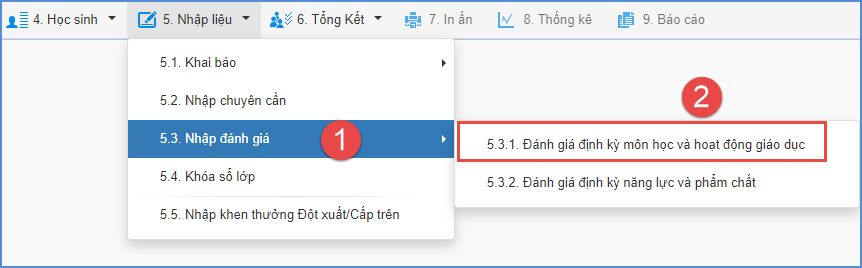 4. Học sinh
5. Nhập liệu
6. Tổng Kết
7. In ấn
8. Thống kê
9. Báo cáo
5.1. Khai báo
5.2. Nhập chuyên cần
5.3. Nhập đánh giá
1
5.4. Khóa sổ lớp
5.5. Nhập khen thưởng Đột xuất/Cấp trên
2
5.3.1. Đánh giá định kỳ môn học và hoạt động giáo dục
5.3.2. Đánh giá định kỳ năng lực và phẩm chất